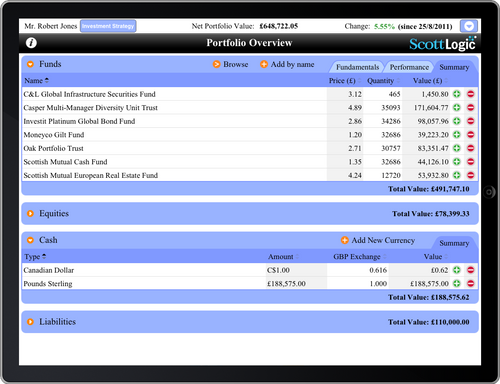 Mr. Robert Jones Investment Strategy Net Portfolio Value: £648,722.05 Change: 5.55% (since 25/8/2011)
i Portfolio Overview Scott Logic
Funds Browse Add by name Fundamentals Performance Summary
Name Price (£) Quantity Value (£)
C&L Global Infrastructure Securities Fund 3.12 465 1,450.80
Casper Multi-Manager Diversity Unit Trust 4.89 35093 171,604.77
Investit Platinum Global Bond Fund 2.86 34286 98,057.96
Moneyco Gilt Fund 1.20 32686 39,223.20
Oak Portfolio Trust 2.71 30757 83,351.47
Scottish Mutual Cash Fund 1.35 32686 44,126.10
Scottish Mutual European Real Estate Fund 4.24 12720 53,932.80
Total Value: £491,747.10
Equities Total Value: £78,399.33
Cash Add New Currency Summary
Type Amount GBP Exchange Value
Canadian Dollar C$1.00 0.616 £0.62
Pounds Sterling £188,575.00 1.000 £188,575.00
Total Value: £188,575.62
Liabilities Total Value: £110,000.00